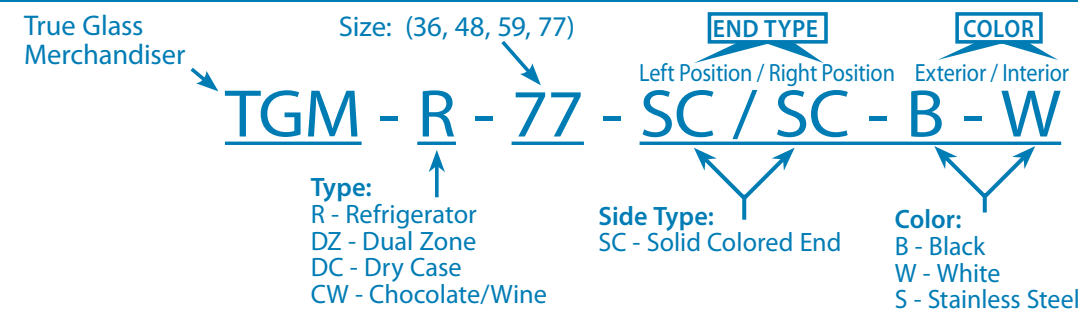 True Glass
Merchandiser
Size: (36, 48, 59, 77)
END TYPE
COLOR
Left Position / Right Position
Exterior / Interior
TGM - R - 77 - SC / SC - B - W
Type:
R - Refrigerator
DZ - Dual Zone
DC - Dry Case
CW - Chocolate/Wine
Side Type:
SC - Solid Colored End
Color:
B - Black
W - White
S - Stainless Steel